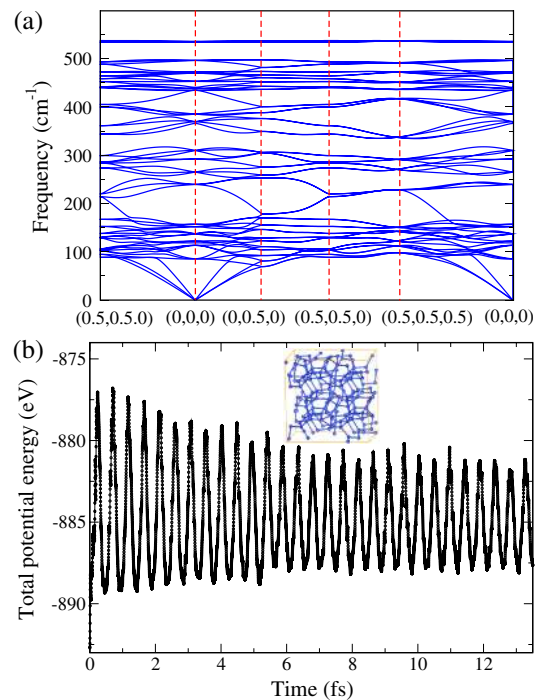 (a)
Frequency (cm⁻¹)
500
400
300
200
100
0
(0.5,0.5.0) (0,0,0) (0,0.5,0) (0.5,0.5,0) (0.5,0.5,0.5) (0,0,0)
(b)
Total potential energy (eV)
-875
-880
-885
-890
0 2 4 6 8 10 12
Time (fs)